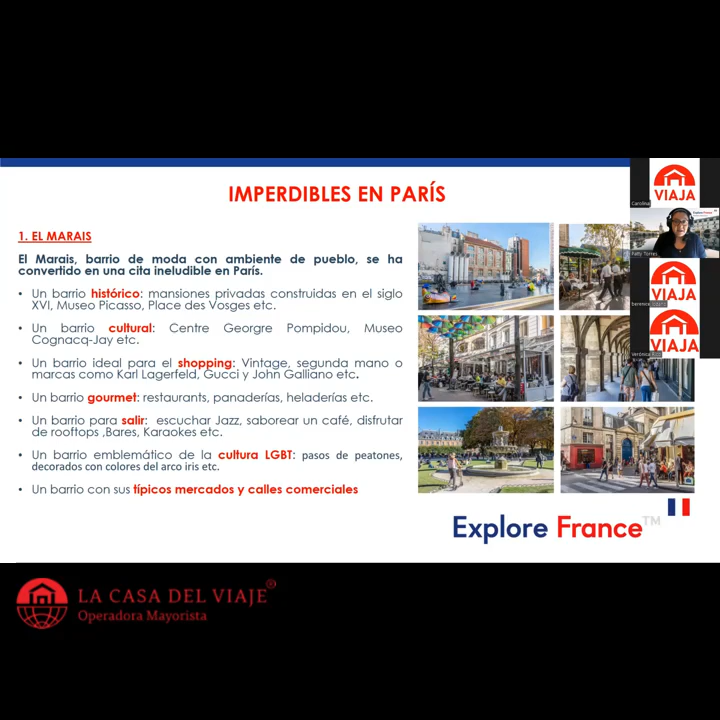 IMPERDIBLES EN PARÍS
1. EL MARAIS
El Marais, barrio de moda con ambiente de pueblo, se ha
convertido en una cita ineludible en París.
• Un barrio histórico: mansiones privadas construidas en el siglo
XVI, Museo Picasso, Place des Vosges etc.
• Un barrio cultural: Centre Georgre Pompidou, Museo
Cognacq-Jay etc.
• Un barrio ideal para el shopping: Vintage, segunda mano o
marcas como Karl Lagerfeld, Gucci y John Galliano etc.
• Un barrio gourmet: restaurants, panaderías, heladerías etc.
• Un barrio para salir: escuchar Jazz, saborear un café, disfrutar
de rooftops ,Bares, Karaokes etc.
• Un barrio emblemático de la cultura LGBT: pasos de peatones,
decorados con colores del arco iris etc.
• Un barrio con sus típicos mercados y calles comerciales
Explore France™
VIAJA
Carolina
Patty Torres
VIAJA
VIAJA
LA CASA DEL VIAJE®
Operadora Mayorista